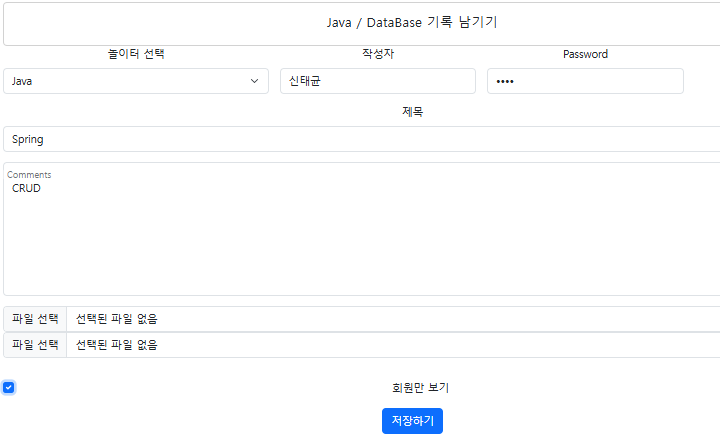 Java / DataBase 기록 남기기
놀이터 선택 작성자 Password
Java 신태균 ••••
제목
Spring
Comments
CRUD
파일 선택 선택된 파일 없음
파일 선택 선택된 파일 없음
회원만 보기
저장하기